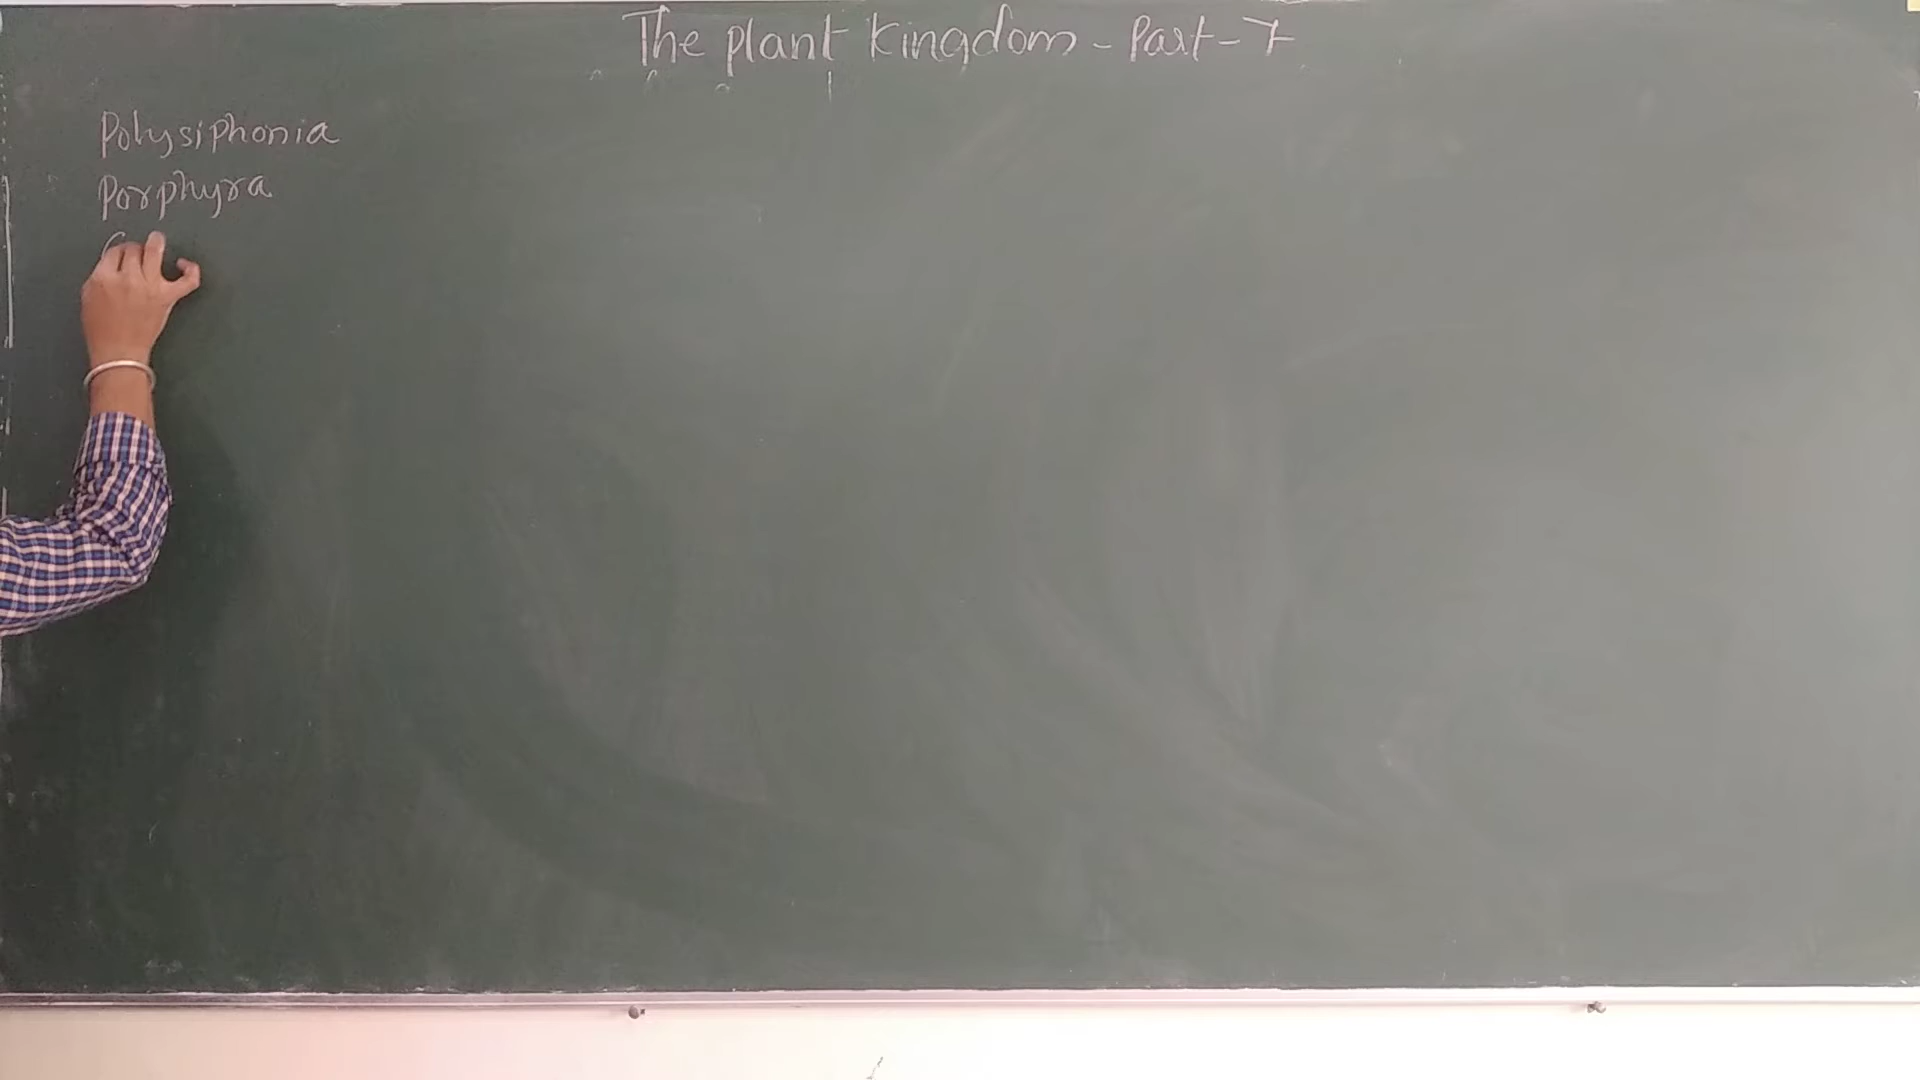 The plant kingdom - Part - 7
Polysiphonia
Porphyra